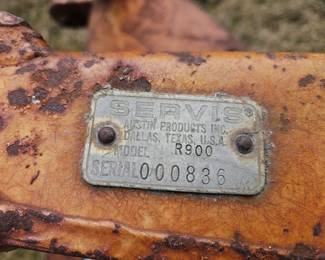 SERVIS®
AUSTIN PRODUCTS INC.
DALLAS, TEXAS, U.S.A.
MODEL R900
SERIAL 000836